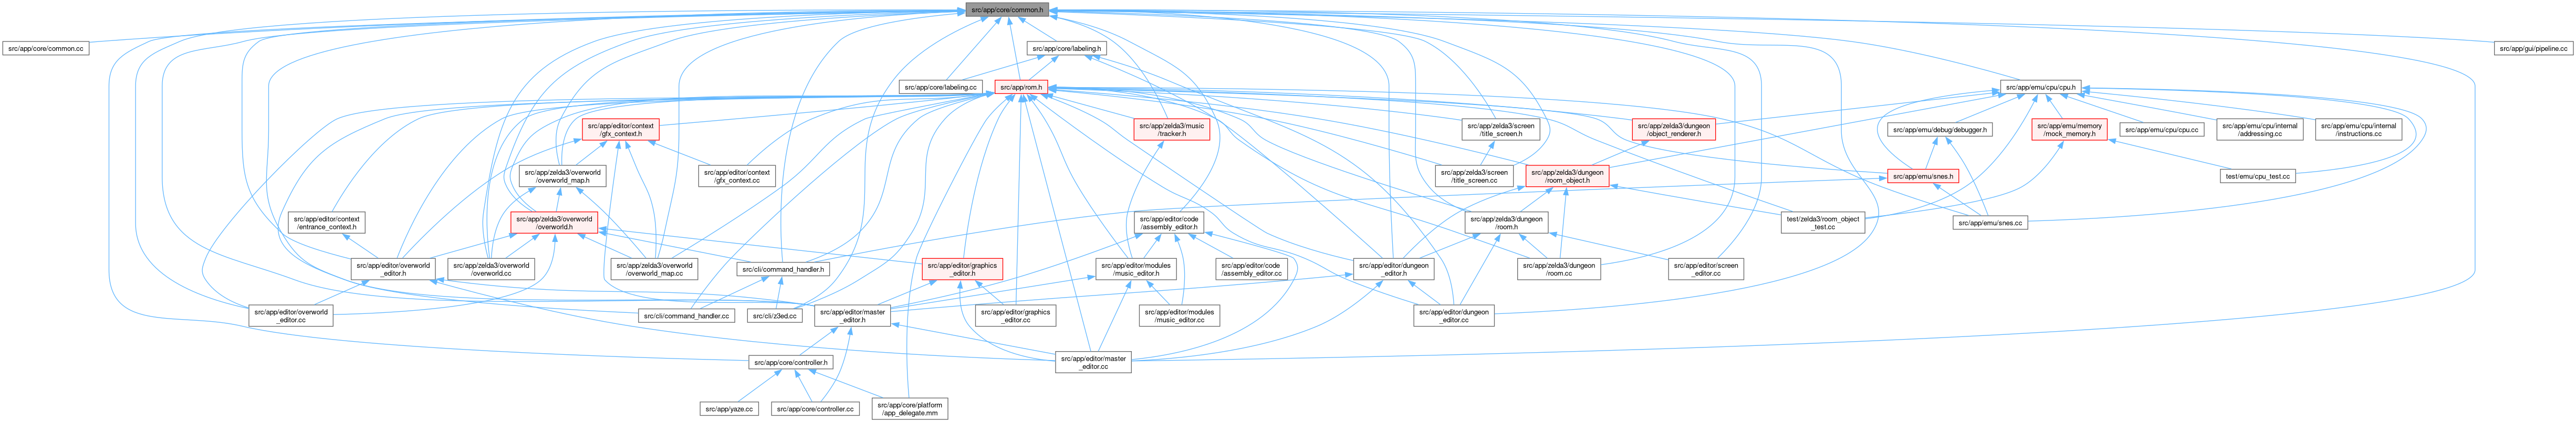 src/app/core/common.h
src/app/core/common.cc
src/app/core/labeling.h
src/app/gui/pipeline.cc
src/app/core/labeling.cc
src/app/rom.h
src/app/emu/cpu/cpu.h
src/app/editor/context
/gfx_context.h
src/app/zelda3/music
/tracker.h
src/app/zelda3/screen
/title_screen.h
src/app/zelda3/dungeon
/object_renderer.h
src/app/emu/debug/debugger.h
src/app/emu/memory
/mock_memory.h
src/app/emu/cpu/cpu.cc
src/app/emu/cpu/internal
/addressing.cc
src/app/emu/cpu/internal
/instructions.cc
src/app/zelda3/overworld
/overworld_map.h
src/app/editor/context
/gfx_context.cc
src/app/zelda3/screen
/title_screen.cc
src/app/zelda3/dungeon
/room_object.h
src/app/emu/snes.h
test/emu/cpu_test.cc
src/app/editor/context
/entrance_context.h
src/app/zelda3/overworld
/overworld.h
src/app/editor/code
/assembly_editor.h
src/app/zelda3/dungeon
/room.h
test/zelda3/room_object
_test.cc
src/app/emu/snes.cc
src/app/editor/overworld
_editor.h
src/app/zelda3/overworld
/overworld.cc
src/app/zelda3/overworld
/overworld_map.cc
src/cli/command_handler.h
src/app/editor/graphics
_editor.h
src/app/editor/modules
/music_editor.h
src/app/editor/code
/assembly_editor.cc
src/app/editor/dungeon
_editor.h
src/app/zelda3/dungeon
/room.cc
src/app/editor/screen
_editor.cc
src/app/editor/overworld
_editor.cc
src/cli/command_handler.cc
src/cli/z3ed.cc
src/app/editor/master
_editor.h
src/app/editor/graphics
_editor.cc
src/app/editor/modules
/music_editor.cc
src/app/editor/dungeon
_editor.cc
src/app/core/controller.h
src/app/editor/master
_editor.cc
src/app/yaze.cc
src/app/core/controller.cc
src/app/core/platform
/app_delegate.mm